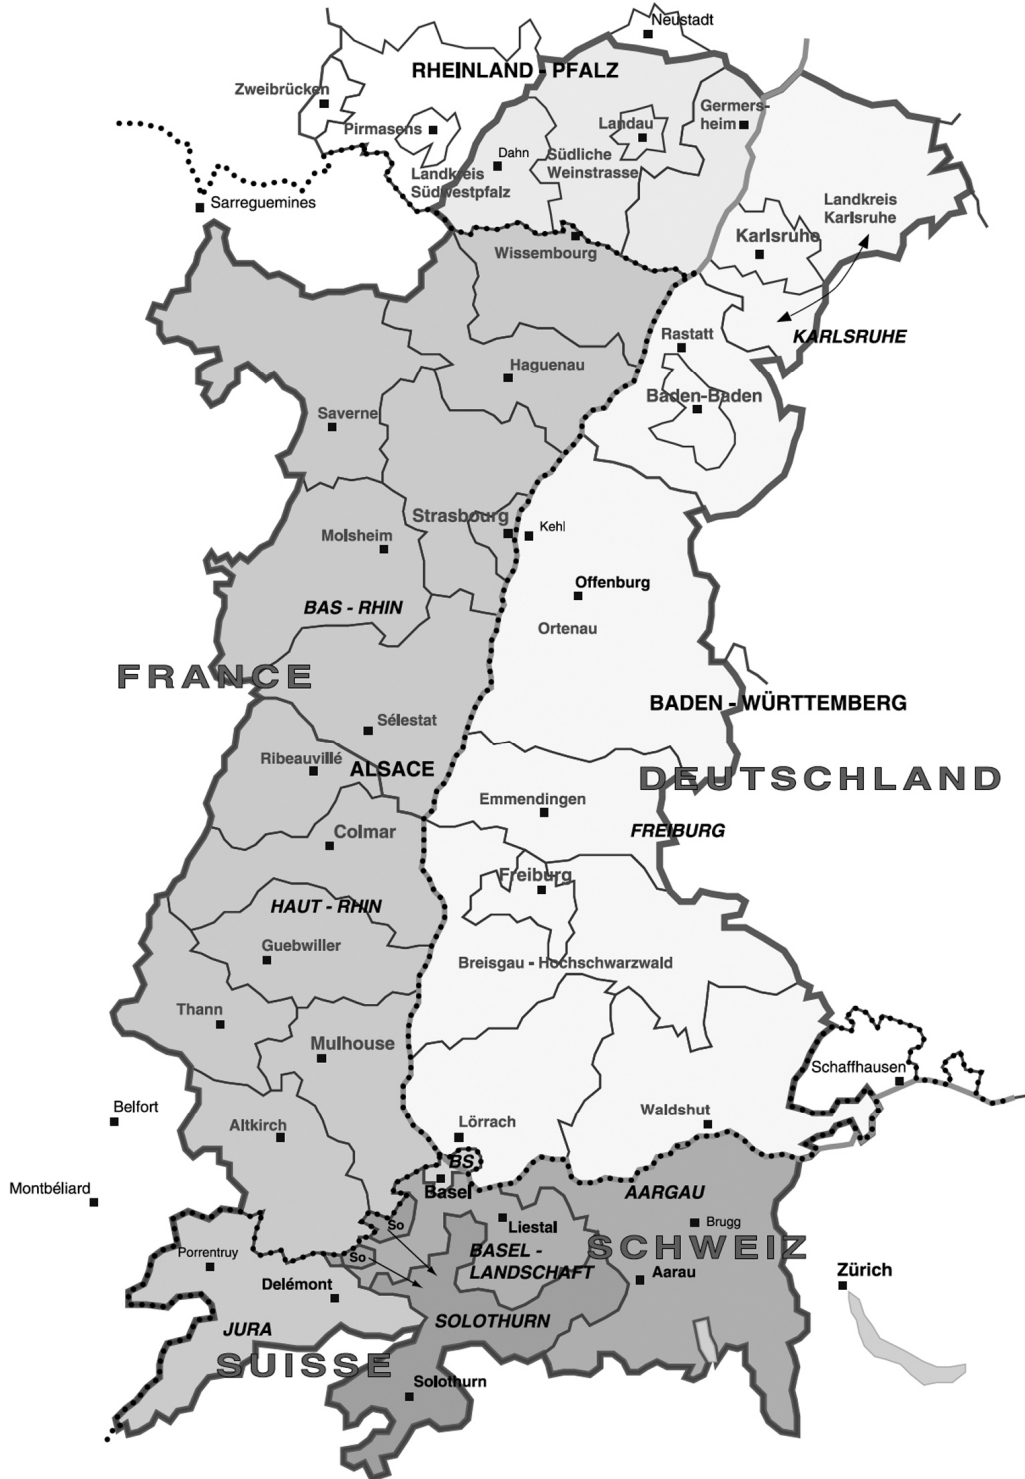 Neustadt
RHEINLAND - PFALZ
Zweibrücken
Germers-
heim
Pirmasens
Landau
Dahn
Südliche
Weinstrasse
Landkreis
Südwestpfalz
Sarreguemines
Landkreis
Karlsruhe
Karlsruhe
Wissembourg
Rastatt
KARLSRUHE
Haguenau
Baden-Baden
Saverne
Strasbourg
Kehl
Molsheim
Offenburg
BAS - RHIN
Ortenau
FRANCE
BADEN - WÜRTTEMBERG
Sélestat
Ribeauvillé
ALSACE
DEUTSCHLAND
Emmendingen
Colmar
FREIBURG
Freiburg
HAUT - RHIN
Guebwiller
Breisgau - Hochschwarzwald
Thann
Mulhouse
Schaffhausen
Belfort
Altkirch
Lörrach
Waldshut
BS
Montbéliard
Basel
AARGAU
So
Liestal
Brugg
Porrentruy
So
BASEL -
LANDSCHAFT
SCHWEIZ
Delémont
Aarau
Zürich
JURA
SOLOTHURN
SUISSE
Solothurn